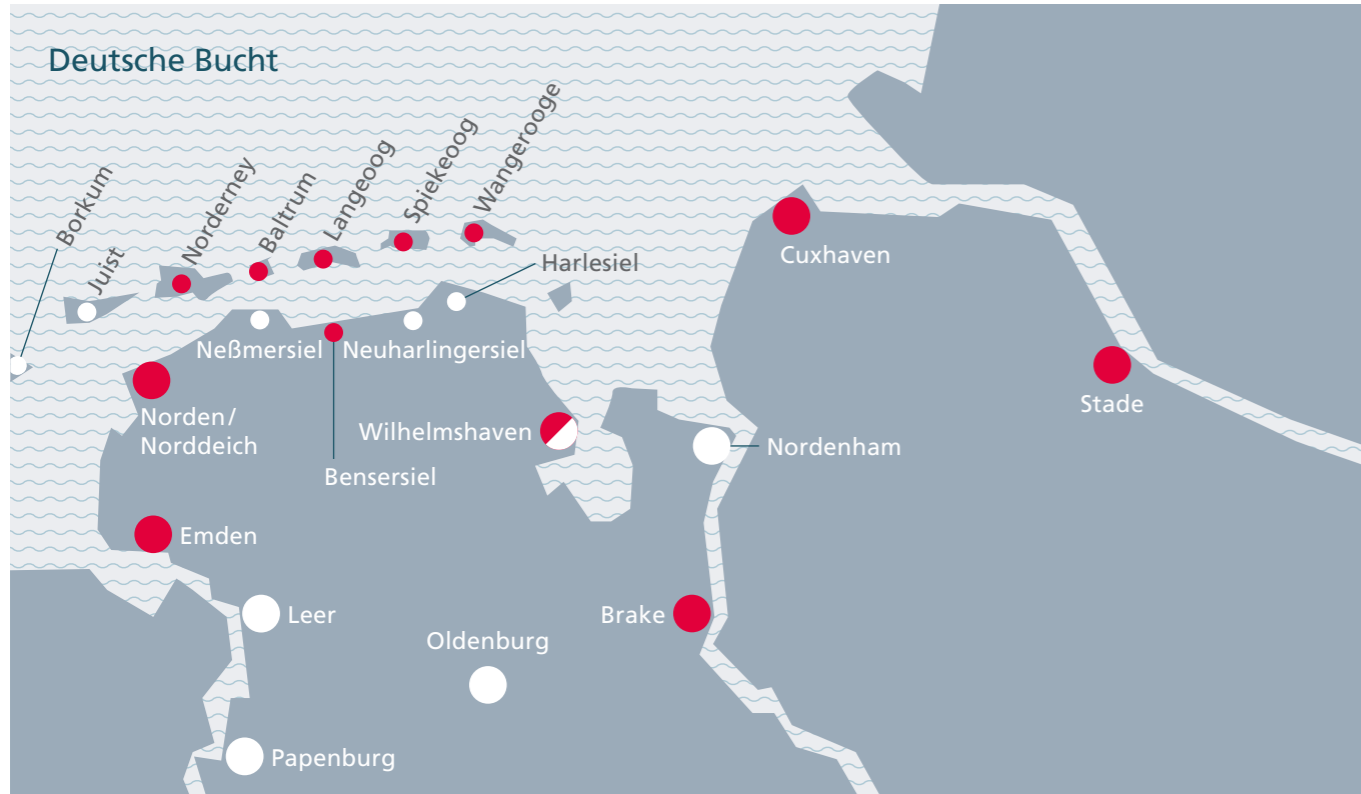 Deutsche Bucht
Borkum
Juist
Norderney
Baltrum
Langeoog
Spiekeoog
Wangerooge
Harlesiel
Cuxhaven
Neßmersiel
Neuharlingersiel
Norden/
Norddeich
Wilhelmshaven
Nordenham
Stade
Bensersiel
Emden
Leer
Brake
Oldenburg
Papenburg